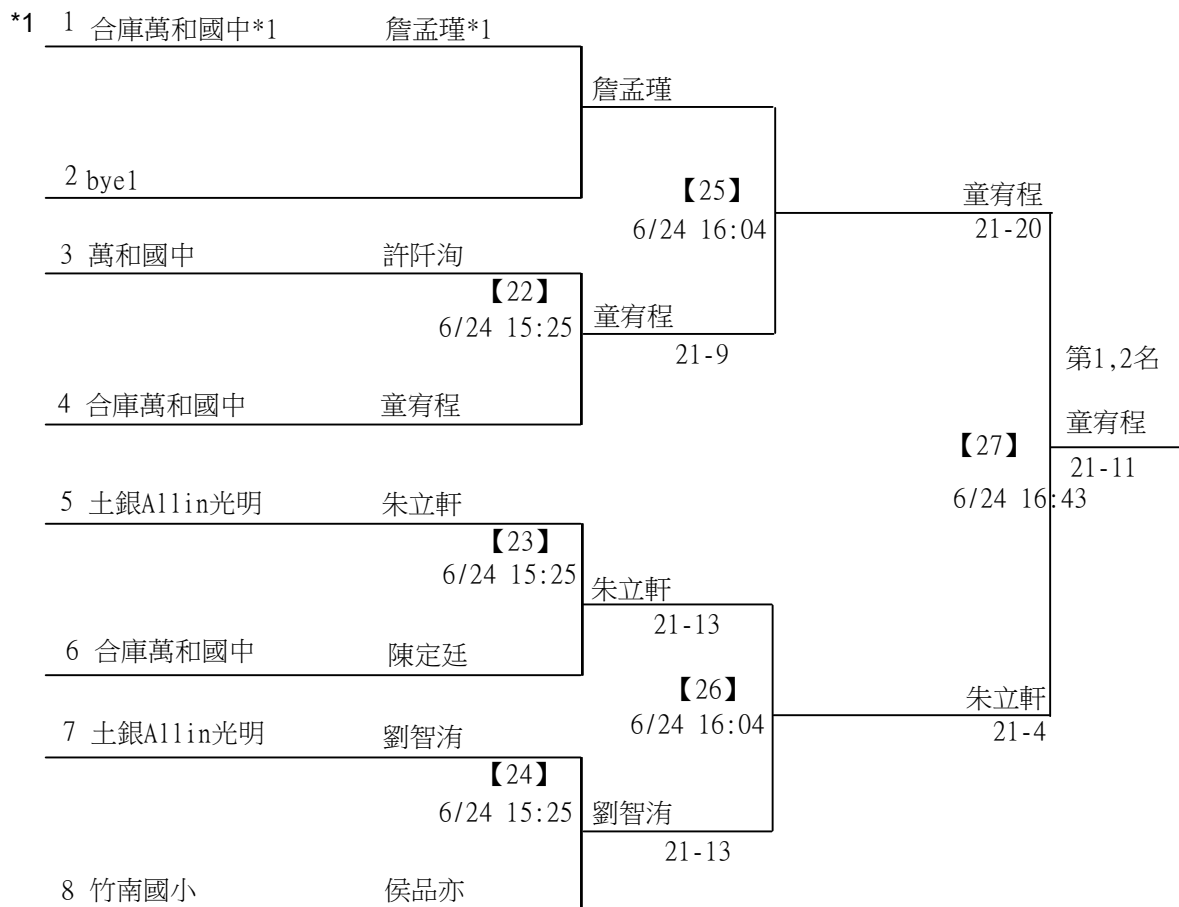 *1 1 合庫萬和國中*1 詹孟瑾*1
詹孟瑾
2 bye1
【25】 童宥程
6/24 16:04 21-20
3 萬和國中 許阡洵
【22】 童宥程
6/24 15:25 21-9
第1,2名
4 合庫萬和國中 童宥程
童宥程
【27】
21-11
6/24 16:43
5 土銀Allin光明 朱立軒
【23】
6/24 15:25
朱立軒
21-13
6 合庫萬和國中 陳定廷
【26】 朱立軒
6/24 16:04 21-4
7 土銀Allin光明 劉智洧
【24】
6/24 15:25 劉智洧
21-13
8 竹南國小 侯品亦